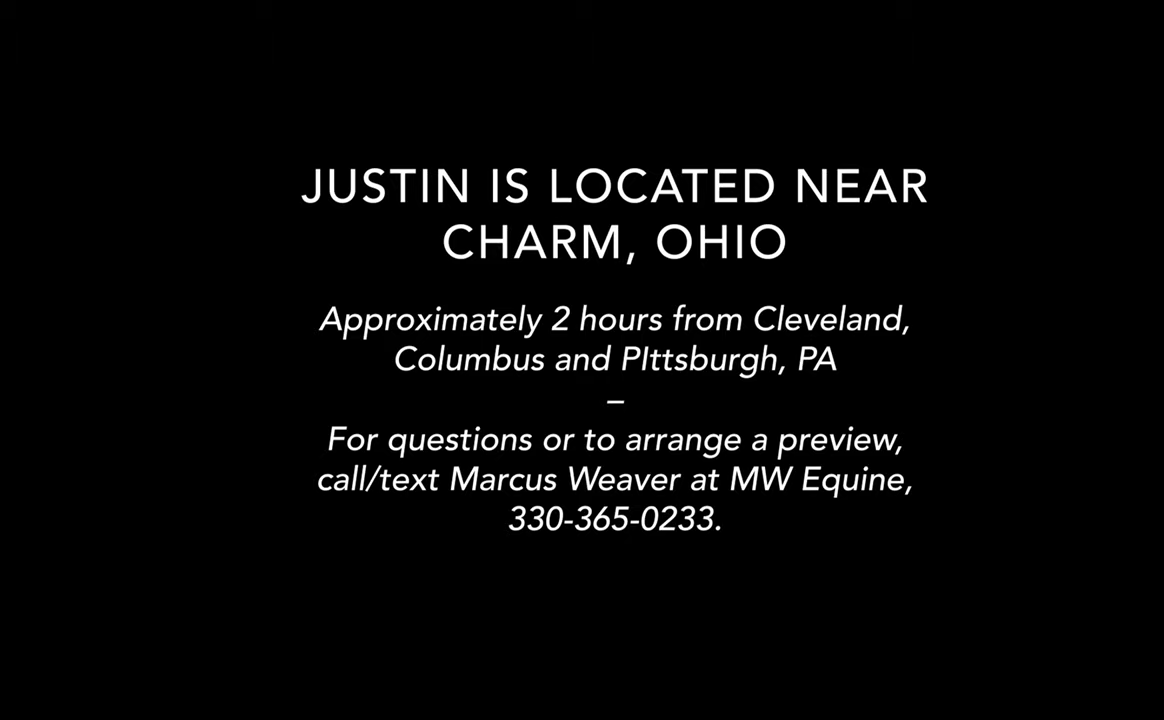 JUSTIN IS LOCATED NEAR
CHARM, OHIO
Approximately 2 hours from Cleveland,
Columbus and PIttsburgh, PA
–
For questions or to arrange a preview,
call/text Marcus Weaver at MW Equine,
330-365-0233.